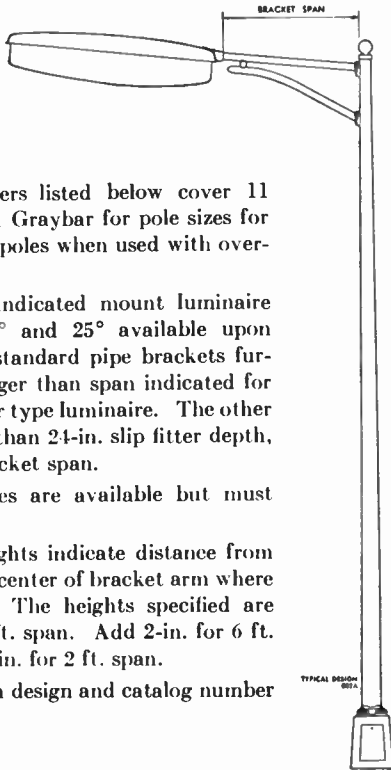 BRACKET SPAN
ers listed below cover 11
Graybar for pole sizes for
poles when used with over-
ndicated mount luminaire
° and 25° available upon
standard pipe brackets fur-
ger than span indicated for
r type luminaire. The other
than 24-in. slip fitter depth,
cket span.
es are available but must
ghts indicate distance from
center of bracket arm where
The heights specified are
ft. span. Add 2-in. for 6 ft.
in. for 2 ft. span.
design and catalog number
TYPICAL DESIGN